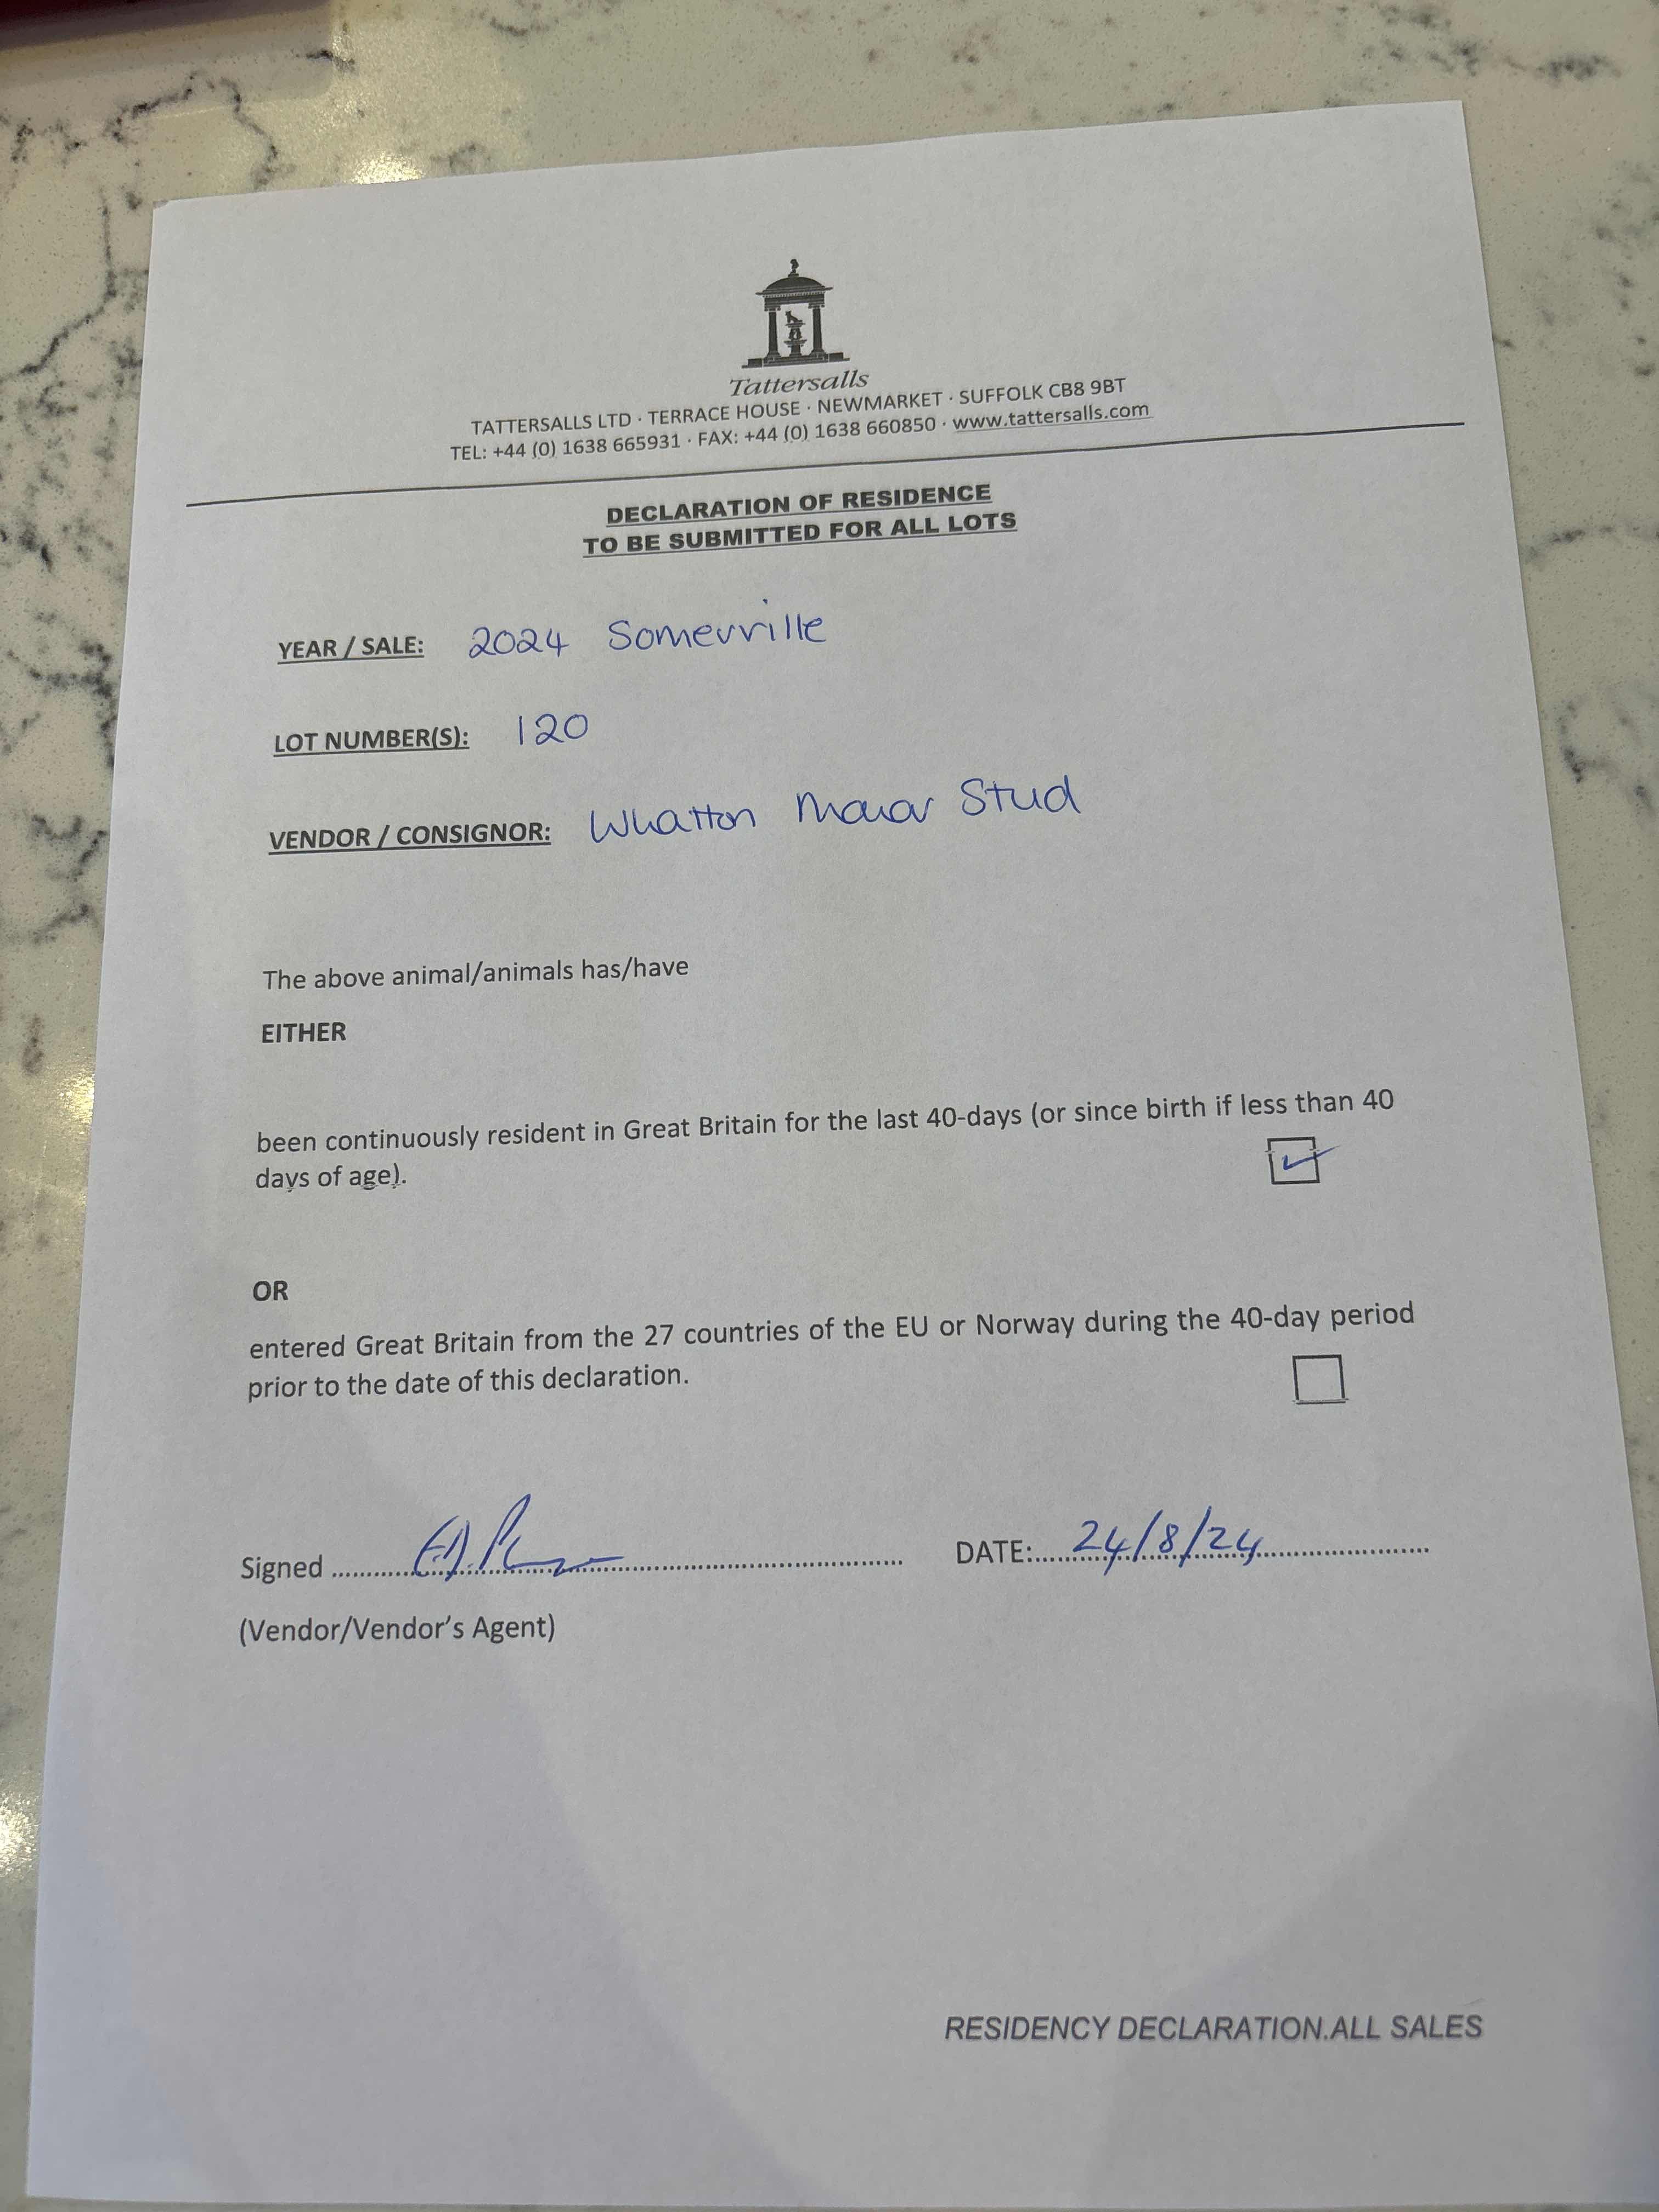 Tattersalls
TATTERSALLS LTD · TERRACE HOUSE · NEWMARKET · SUFFOLK CB8 9BT
TEL: +44 (0) 1638 665931 · FAX: +44 (0) 1638 660850 · www.tattersalls.com
DECLARATION OF RESIDENCE
TO BE SUBMITTED FOR ALL LOTS
YEAR / SALE: 2024 Somerville
LOT NUMBER(S): 120
VENDOR / CONSIGNOR: Whatton Manor Stud
The above animal/animals has/have
EITHER
been continuously resident in Great Britain for the last 40-days (or since birth if less than 40
days of age).
OR
entered Great Britain from the 27 countries of the EU or Norway during the 40-day period
prior to the date of this declaration.
Signed DATE: 24/8/24
(Vendor/Vendor's Agent)
RESIDENCY DECLARATION.ALL SALES